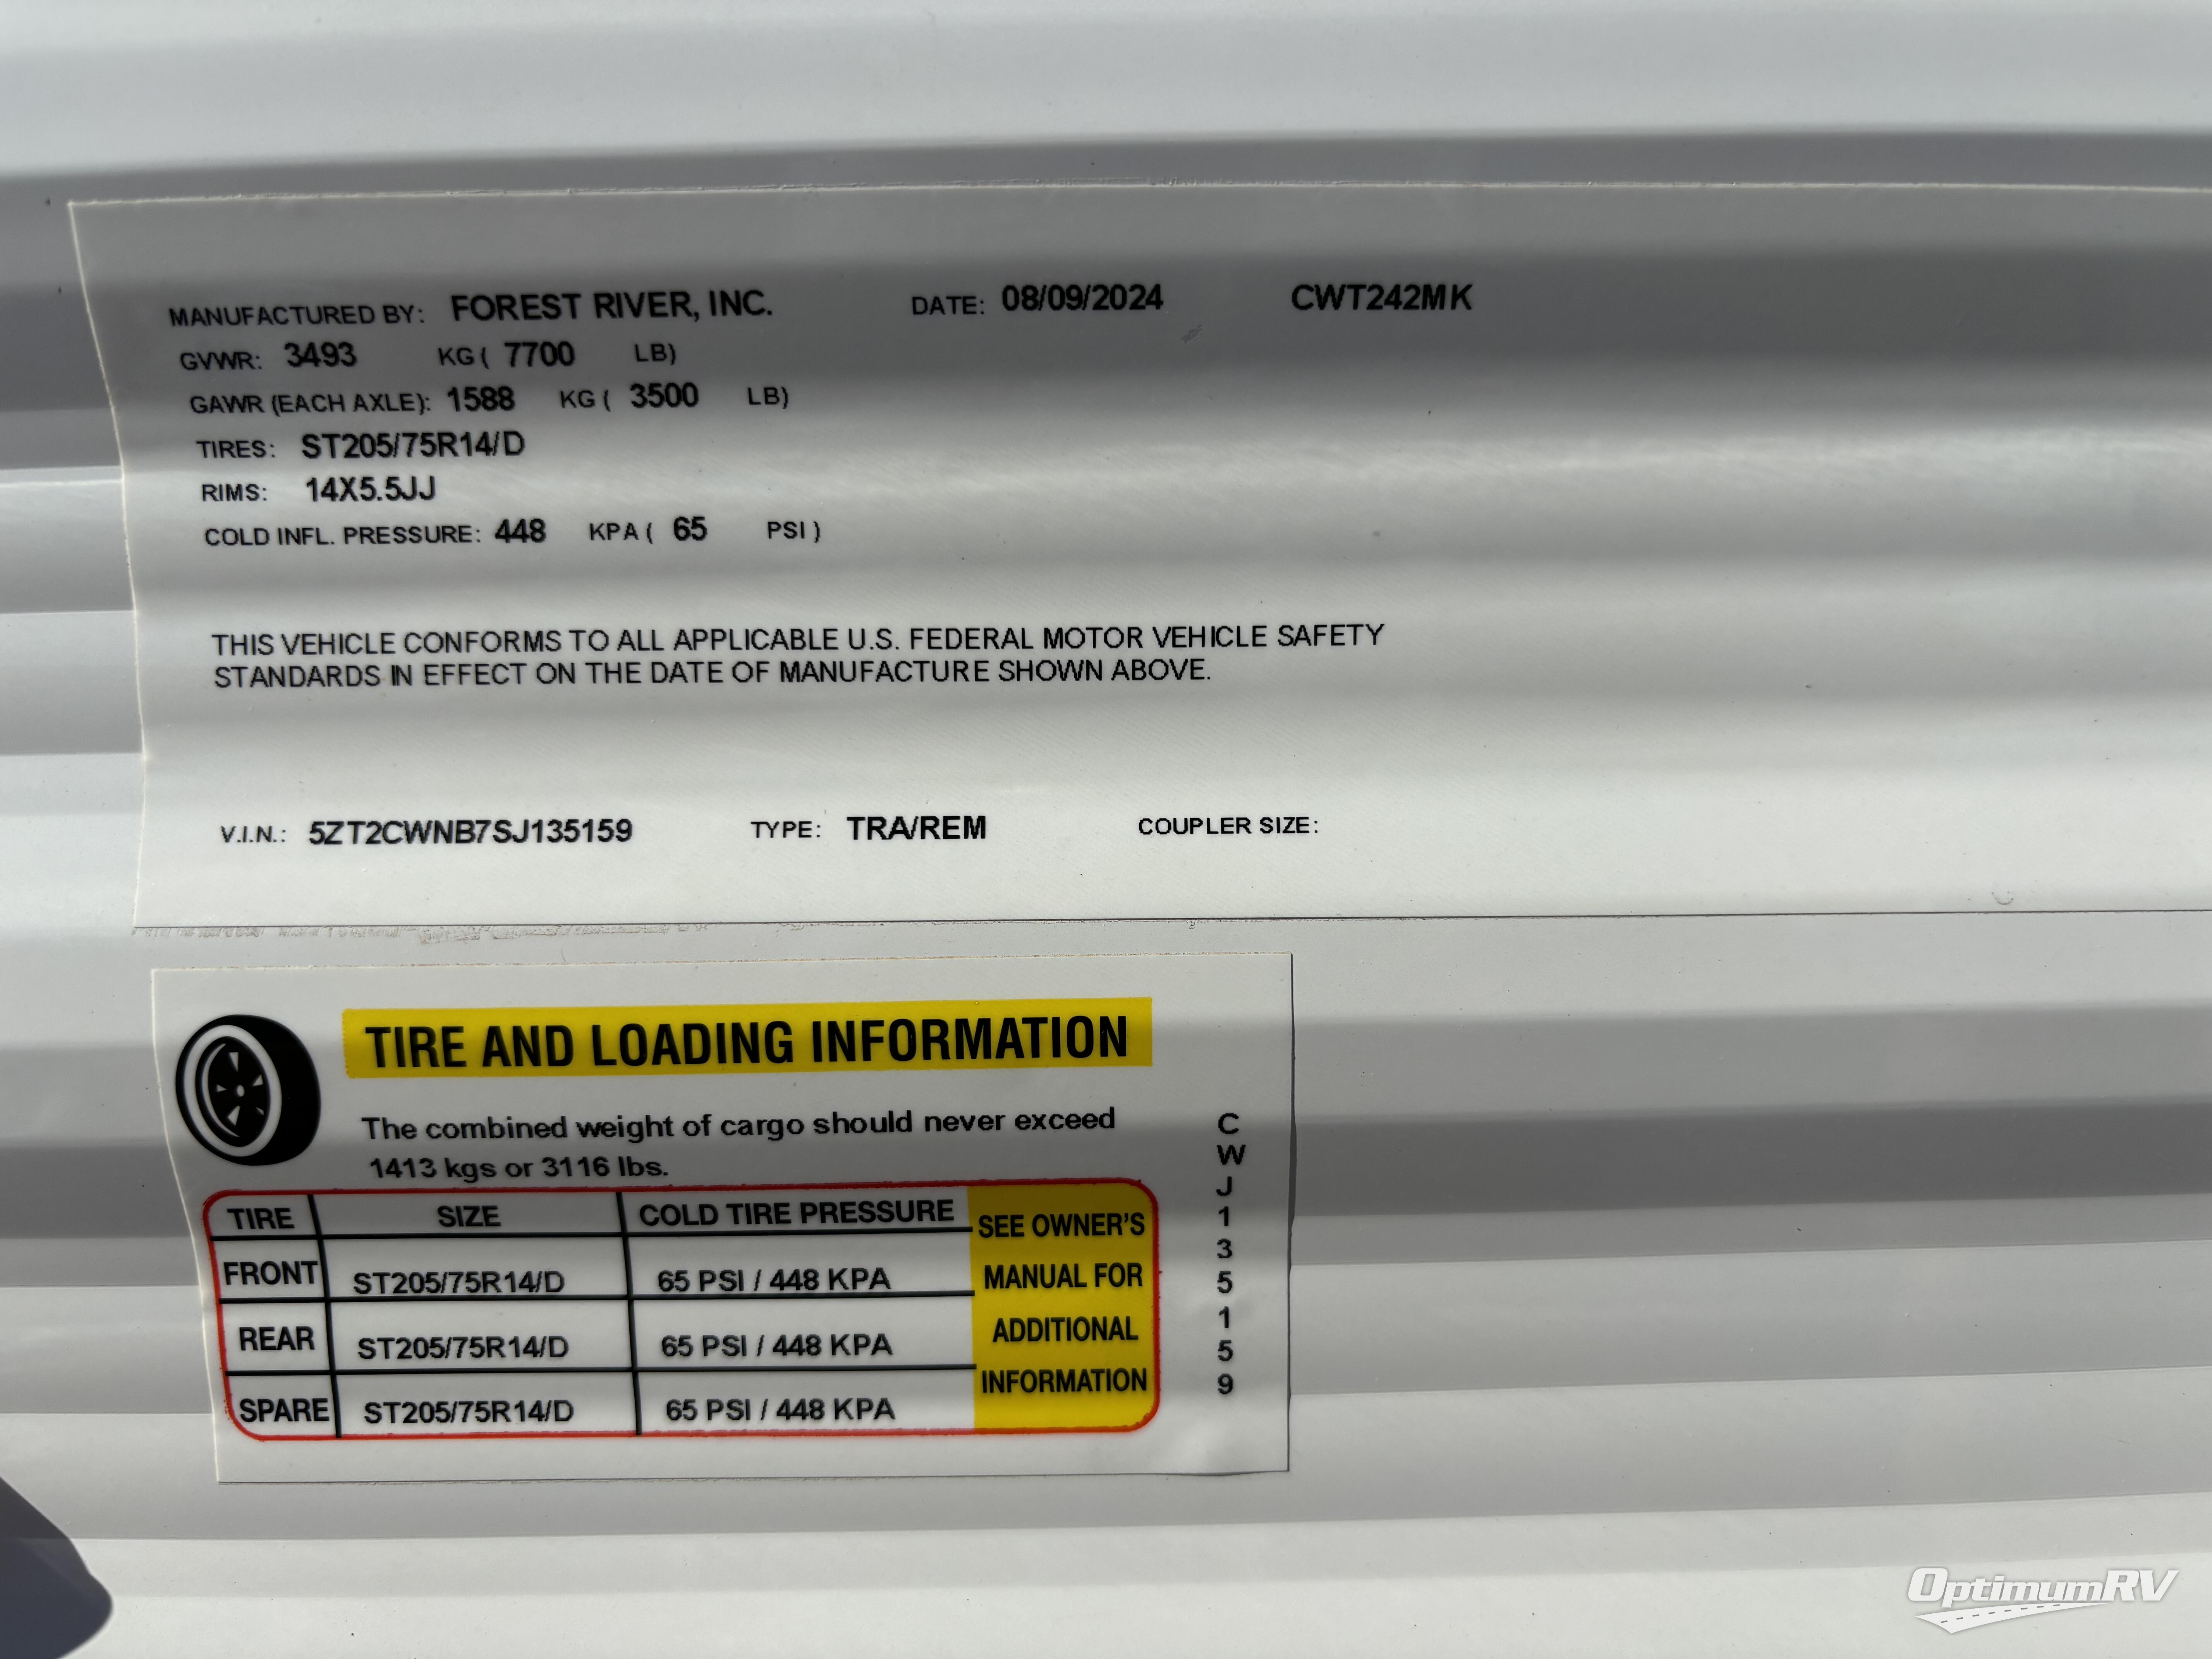 MANUFACTURED BY: FOREST RIVER, INC. DATE: 08/09/2024 CWT242MK
GVWR: 3493 KG ( 7700 LB)
GAWR (EACH AXLE): 1588 KG ( 3500 LB)
TIRES: ST205/75R14/D
RIMS: 14X5.5JJ
COLD INFL. PRESSURE: 448 KPA ( 65 PSI )
THIS VEHICLE CONFORMS TO ALL APPLICABLE U.S. FEDERAL MOTOR VEHICLE SAFETY
STANDARDS IN EFFECT ON THE DATE OF MANUFACTURE SHOWN ABOVE.
V.I.N.: 5ZT2CWNB7SJ135159 TYPE: TRA/REM COUPLER SIZE:
TIRE AND LOADING INFORMATION
The combined weight of cargo should never exceed
1413 kgs or 3116 lbs.
TIRE SIZE COLD TIRE PRESSURE
FRONT ST205/75R14/D 65 PSI / 448 KPA
REAR ST205/75R14/D 65 PSI / 448 KPA
SPARE ST205/75R14/D 65 PSI / 448 KPA
SEE OWNER'S
MANUAL FOR
ADDITIONAL
INFORMATION
C
W
J
1
3
5
1
5
9
OptimumRV